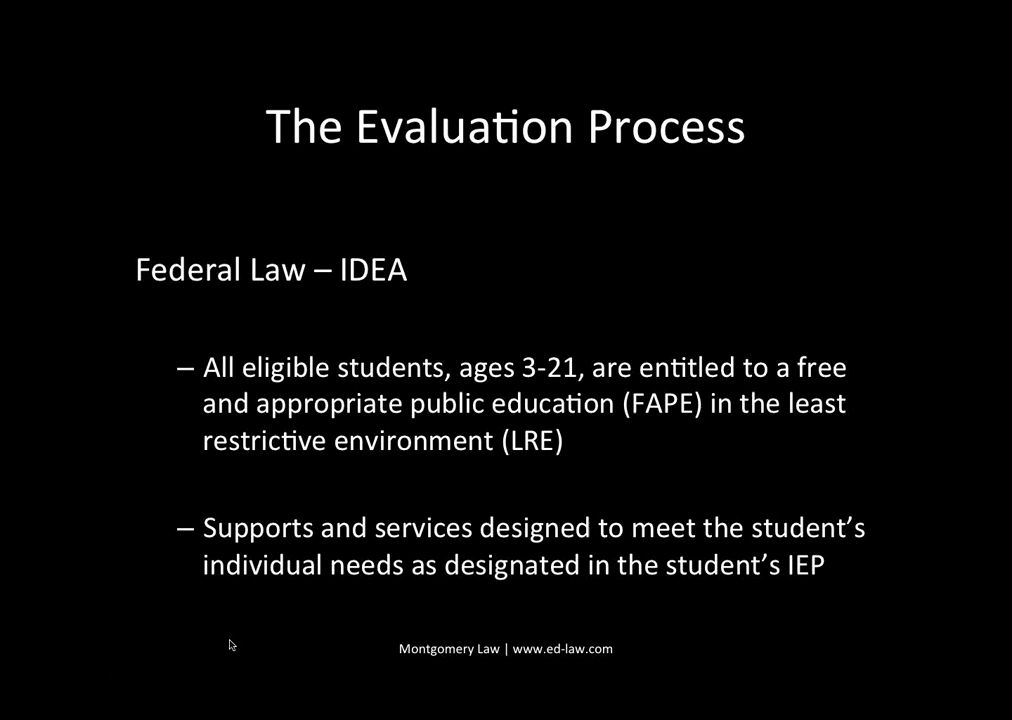 The Evaluation Process
Federal Law – IDEA
– All eligible students, ages 3-21, are entitled to a free
and appropriate public education (FAPE) in the least
restrictive environment (LRE)
– Supports and services designed to meet the student’s
individual needs as designated in the student’s IEP
Montgomery Law | www.ed-law.com